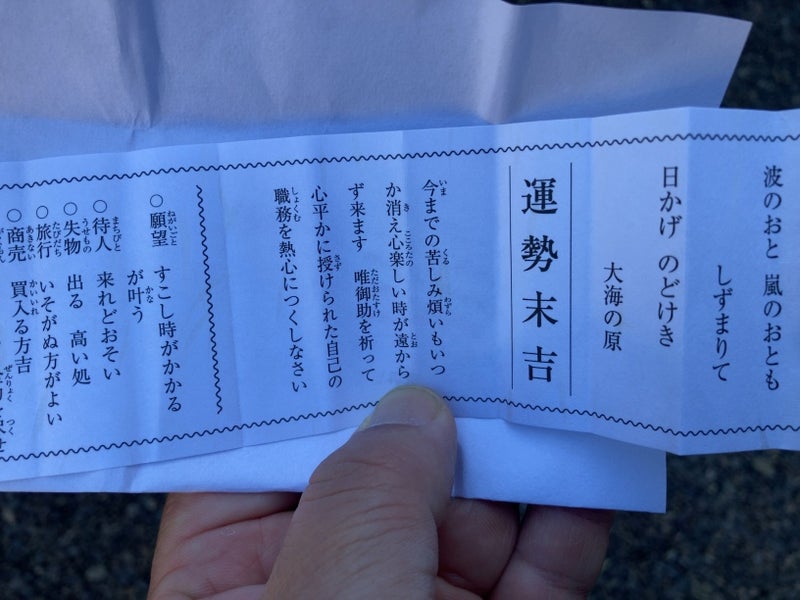 波のおと 嵐のおとも
しずまりて
日かげ のどけき
大海の原
運勢末吉
今までの苦しみ煩いもいつ
か消え心楽しい時が遠から
ず来ます 唯御助を祈って
心平かに授けられた自己の
職務を熱心につくしなさい
○願望 すこし時がかかる
が叶う
○待人 来れどおそい
○失物 出る 高い処
○旅行 いそがぬ方がよい
○商売 買入る方吉